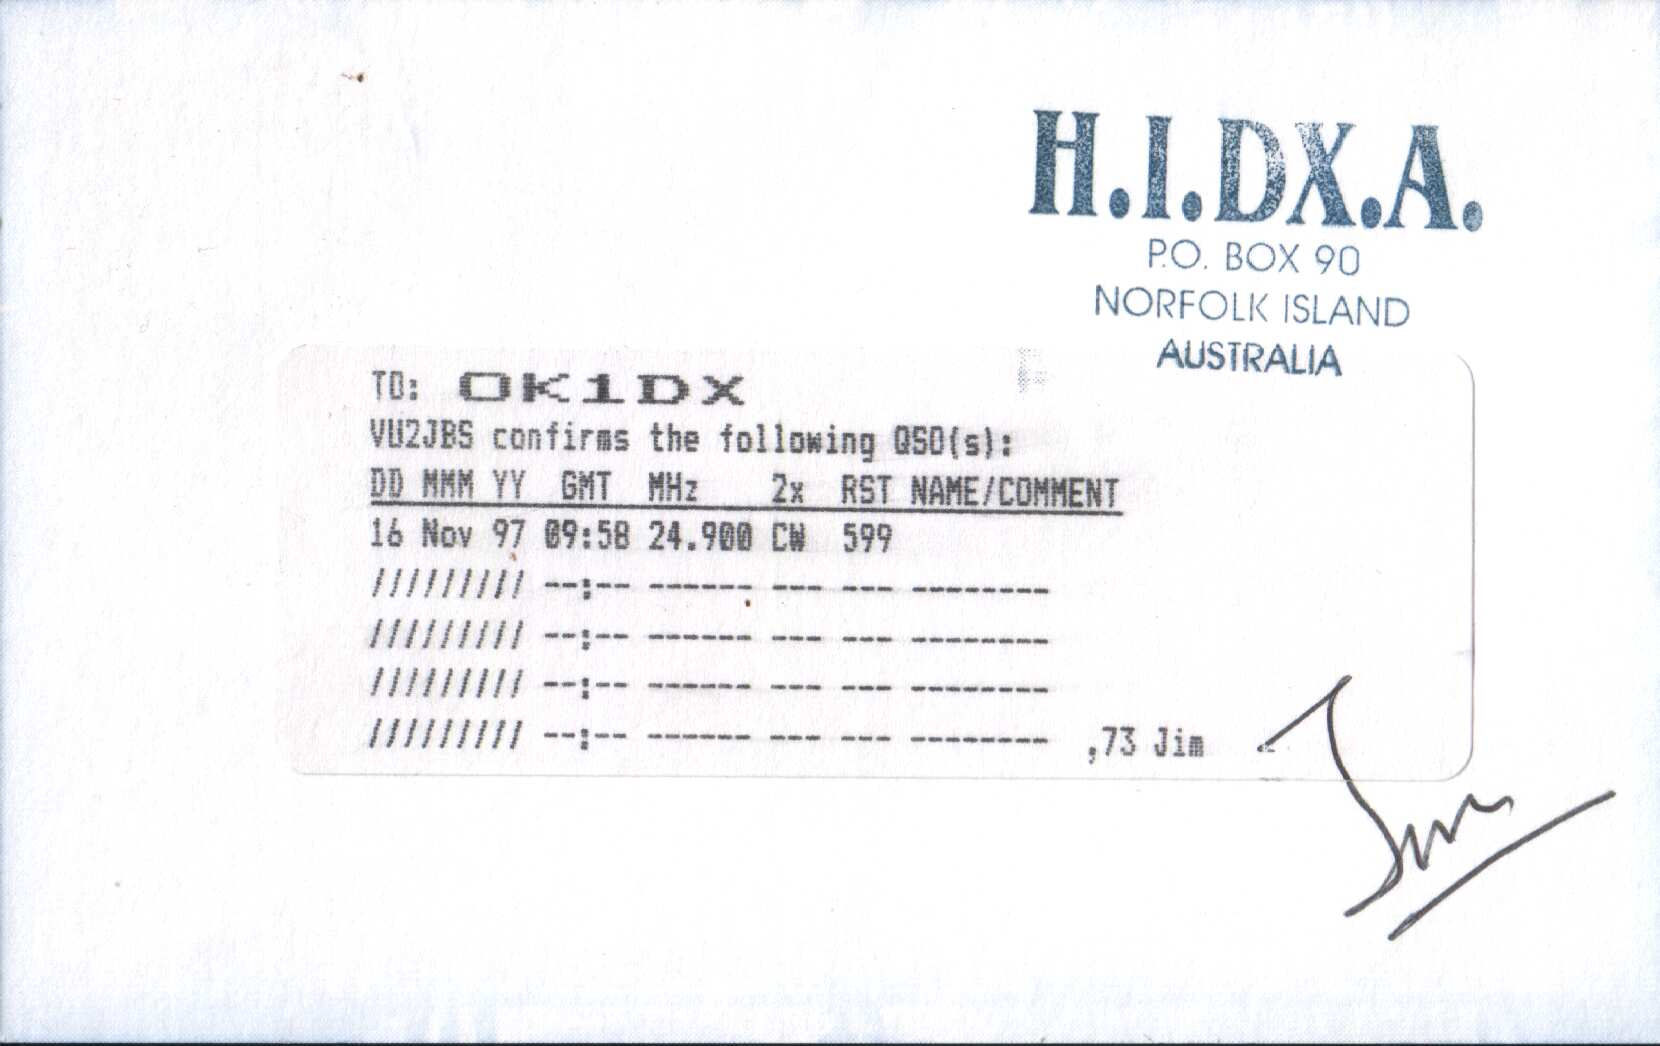 H.I.DX.A.
P.O. BOX 90
NORFOLK ISLAND
AUSTRALIA
TO: OK1DX
VU2JBS confirms the following QSO(s):
DD MMM YY GMT MHz 2x RST NAME/COMMENT
16 Nov 97 09:58 24.900 CW 599
///////// --:-- ------ --- --- --------
///////// --:-- ------ --- --- --------
///////// --:-- ------ --- --- --------
///////// --:-- ------ --- --- -------- ,73 Jim
Jim